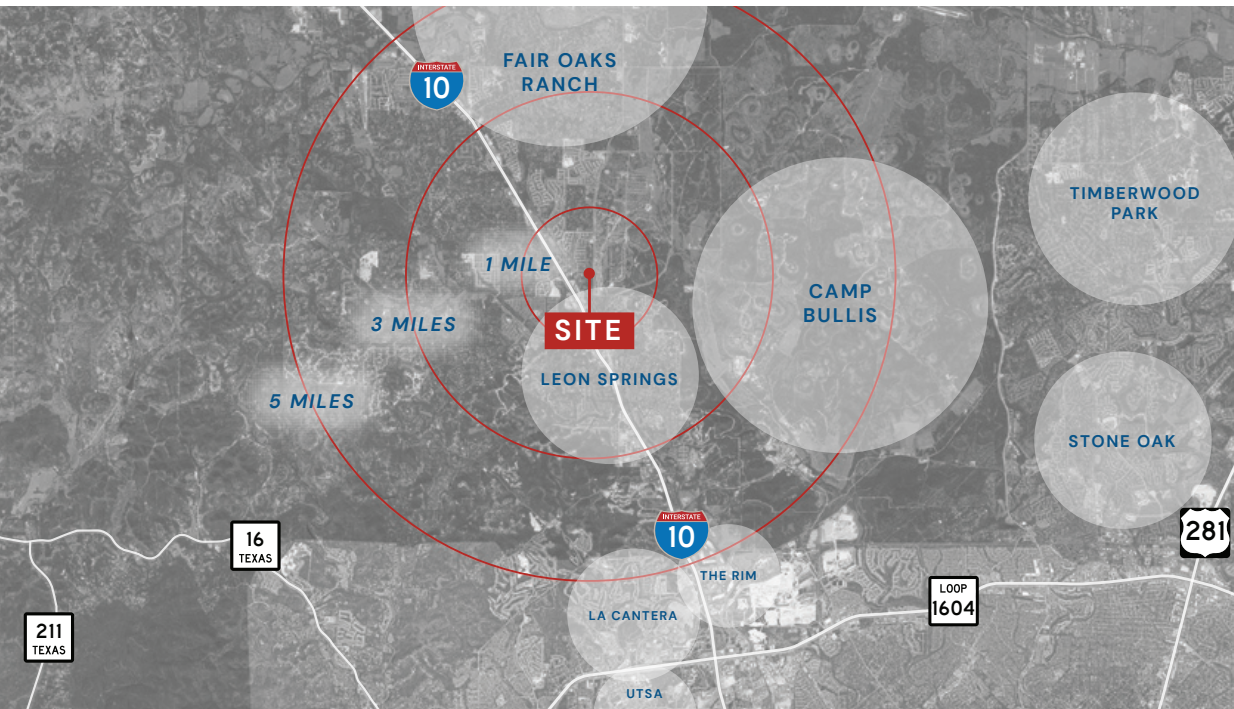 FAIR OAKS
RANCH
INTERSTATE
10
TIMBERWOOD
PARK
1 MILE
CAMP
BULLIS
3 MILES
SITE
LEON SPRINGS
5 MILES
STONE OAK
INTERSTATE
10
281
16
TEXAS
THE RIM
LOOP
1604
LA CANTERA
211
TEXAS
UTSA